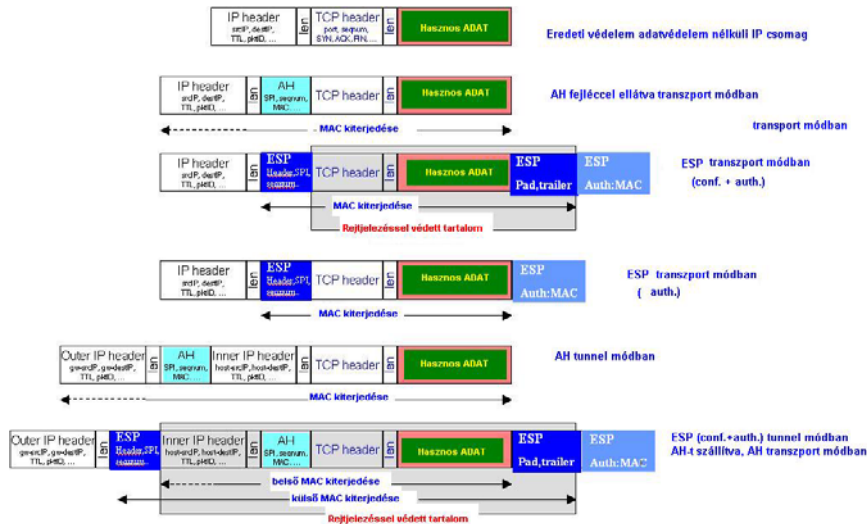 IP header
srcIP, destIP,
TTL, pktID, ...
len
TCP header
port, seqnum,
SYN, ACK, FIN, ...
len
Hasznos ADAT
Eredeti védelem adatvédelem nélküli IP csomag
IP header
srcIP, destIP,
TTL, pktID, ...
len
AH
SPI, seqnum,
MAC, ...
TCP header
len
Hasznos ADAT
AH fejléccel ellátva transzport módban
MAC kiterjedése
transport módban
IP header
srcIP, destIP,
TTL, pktID, ...
len
ESP
Header,SPI,
seqnum
TCP header
len
Hasznos ADAT
ESP
Pad,trailer
ESP
Auth:MAC
ESP transzport módban
(conf. + auth.)
MAC kiterjedése
Rejtjelezéssel védett tartalom
IP header
srcIP, destIP,
TTL, pktID, ...
len
ESP
Header,SPI,
seqnum
TCP header
len
Hasznos ADAT
ESP
Auth:MAC
ESP transzport módban
( auth.)
MAC kiterjedése
Outer IP header
gw-srcIP, gw-destIP,
TTL, pktID, ...
len
AH
SPI, seqnum,
MAC, ...
Inner IP header
host-srcIP, host-destIP,
TTL, pktID, ...
len
TCP header
len
Hasznos ADAT
AH tunnel módban
MAC kiterjedése
Outer IP header
gw-srcIP, gw-destIP,
TTL, pktID, ...
len
ESP
Header,SPI,
seqnum
Inner IP header
host-srcIP, host-destIP,
TTL, pktID, ...
len
AH
SPI, seqnum,
MAC, ...
TCP header
len
Hasznos ADAT
ESP
Pad,trailer
ESP
Auth:MAC
ESP (conf.+auth.) tunnel módban
AH-t szállítva, AH transzport módban
belső MAC kiterjedése
külső MAC kiterjedése
Rejtjelezéssel védett tartalom